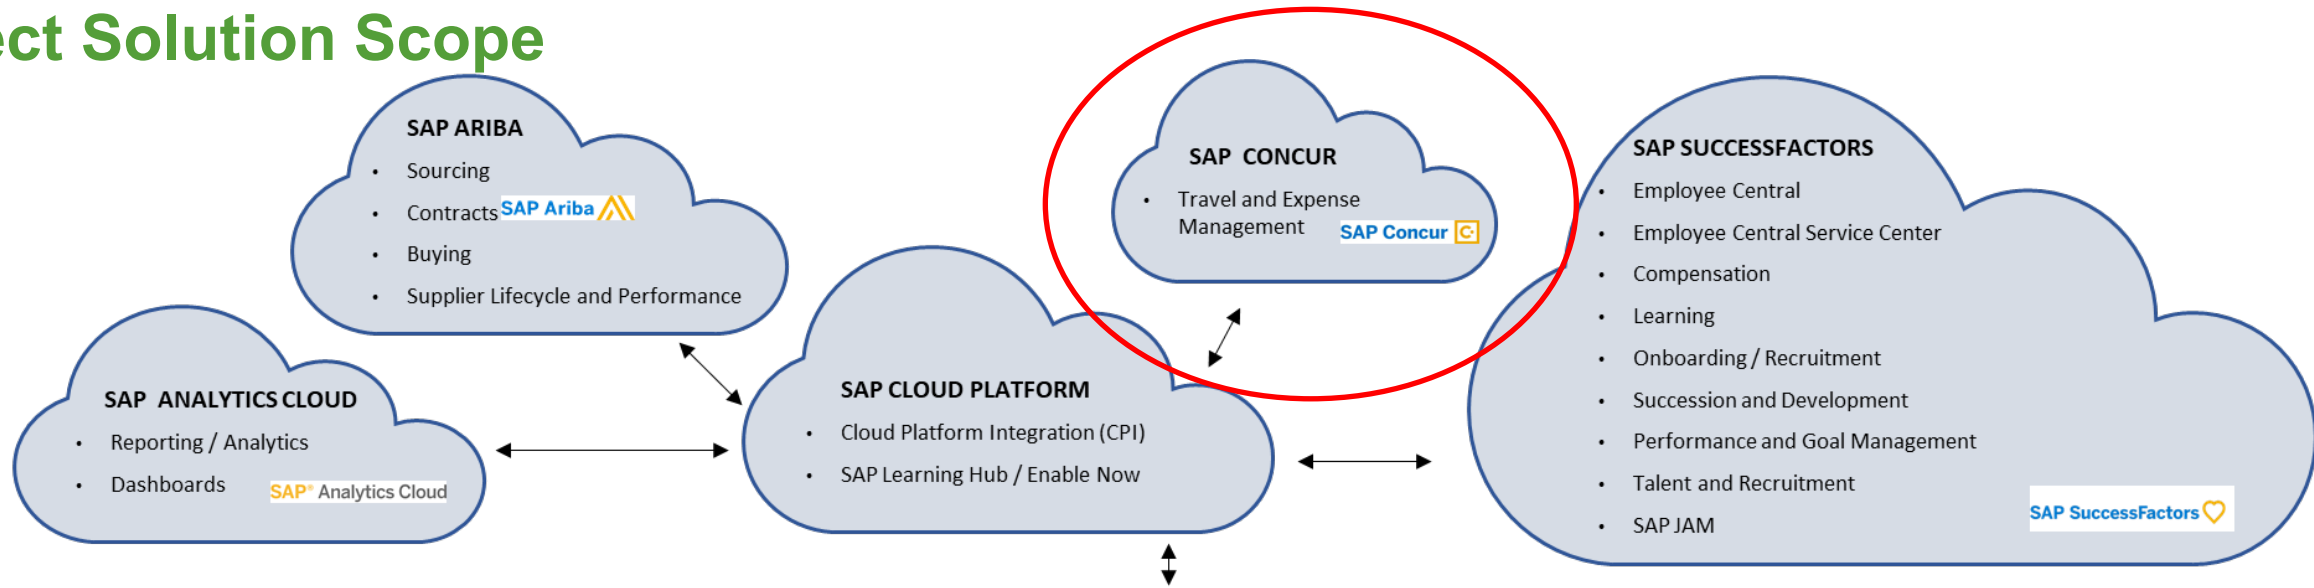 ect Solution Scope
SAP ARIBA
• Sourcing
• Contracts
SAP Ariba
• Buying
• Supplier Lifecycle and Performance
SAP CONCUR
• Travel and Expense
Management
SAP Concur C
SAP SUCCESSFACTORS
• Employee Central
• Employee Central Service Center
• Compensation
• Learning
• Onboarding / Recruitment
• Succession and Development
• Performance and Goal Management
• Talent and Recruitment
• SAP JAM
SAP SuccessFactors
SAP ANALYTICS CLOUD
• Reporting / Analytics
• Dashboards
SAP® Analytics Cloud
SAP CLOUD PLATFORM
• Cloud Platform Integration (CPI)
• SAP Learning Hub / Enable Now